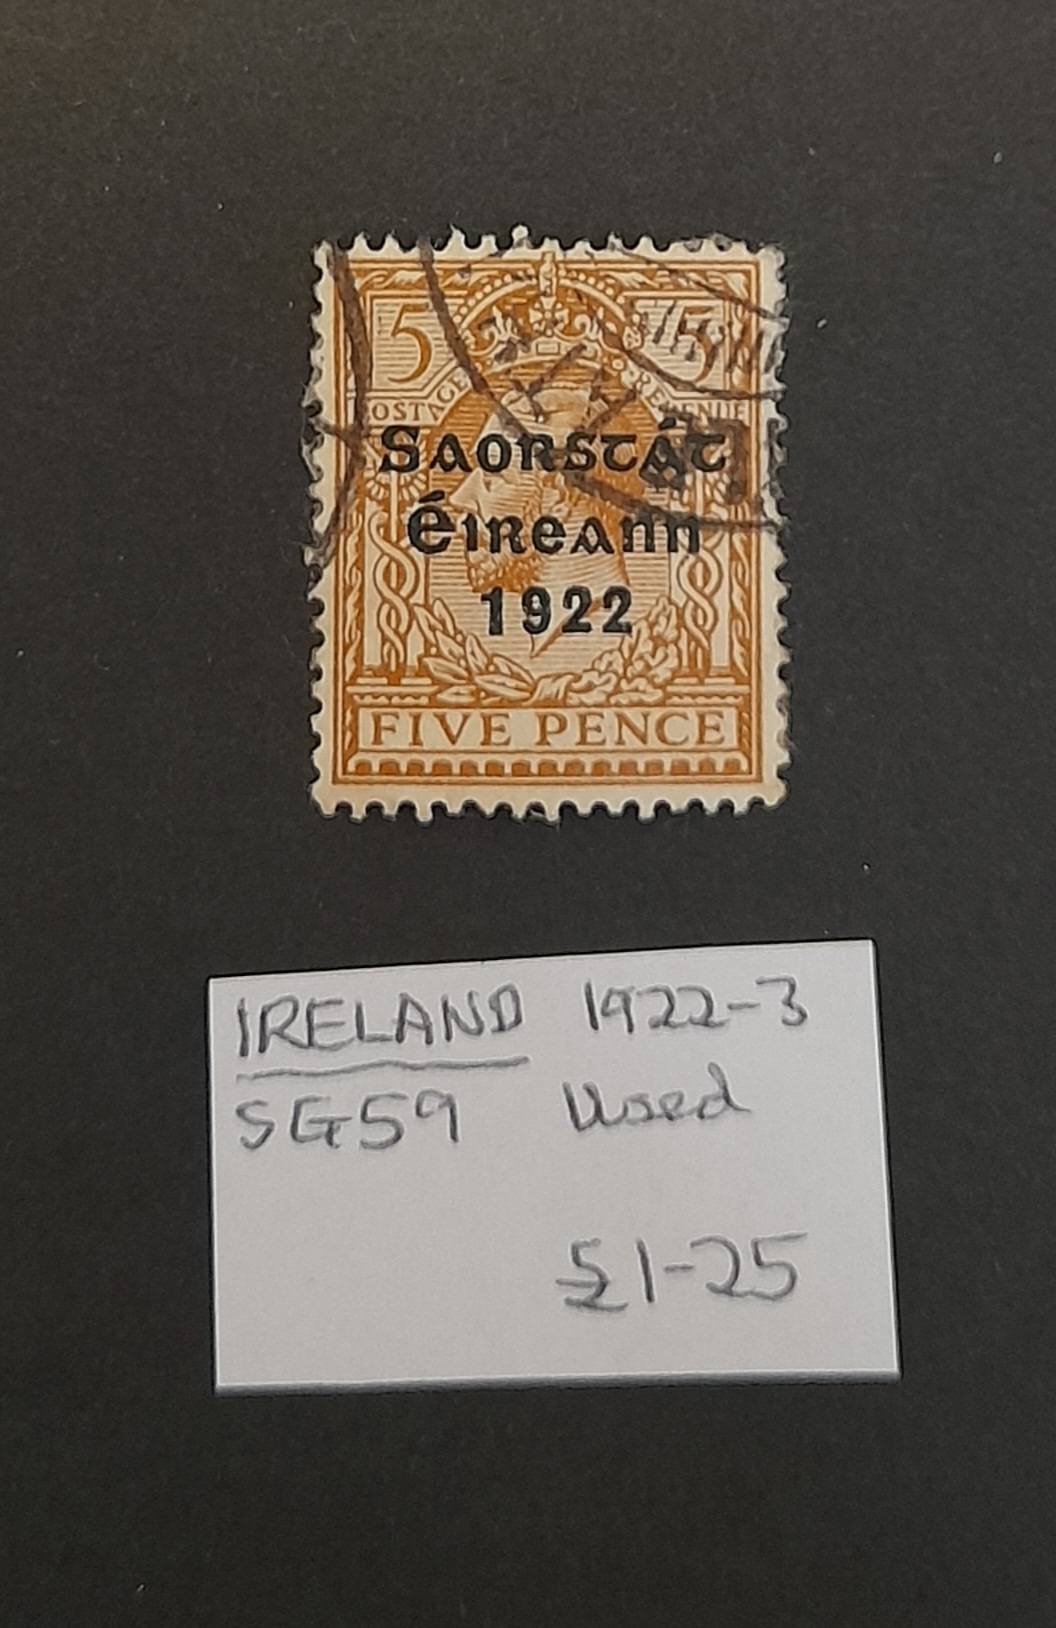 5 5
POSTAGE REVENUE
Saorstát
Éireann
1922
FIVE PENCE
IRELAND 1922-3
SG59 Used
£1-25